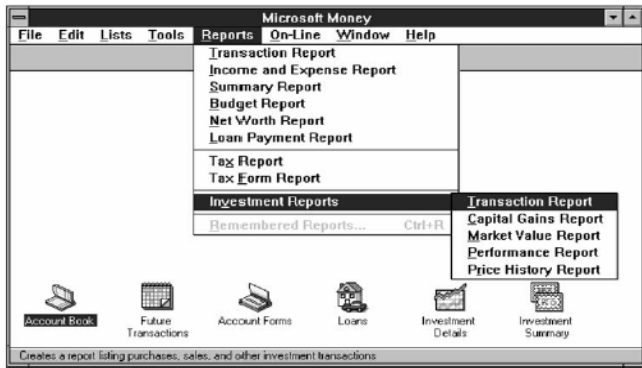 Microsoft Money
File Edit Lists Tools Reports On-Line Window Help
Transaction Report
Income and Expense Report
Summary Report
Budget Report
Net Worth Report
Loan Payment Report
Tax Report
Tax Form Report
Investment Reports
Remembered Reports... Ctrl+R
Transaction Report
Capital Gains Report
Market Value Report
Performance Report
Price History Report
Account Book
Future
Transactions
Account Forms
Loans
Investment
Details
Investment
Summary
Creates a report listing purchases, sales, and other investment transactions